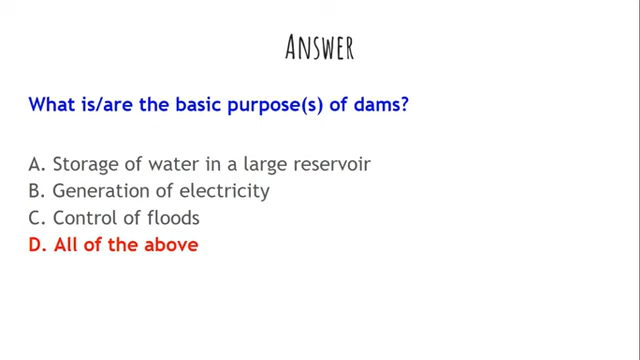 ANSWER
What is/are the basic purpose(s) of dams?
A. Storage of water in a large reservoir
B. Generation of electricity
C. Control of floods
D. All of the above